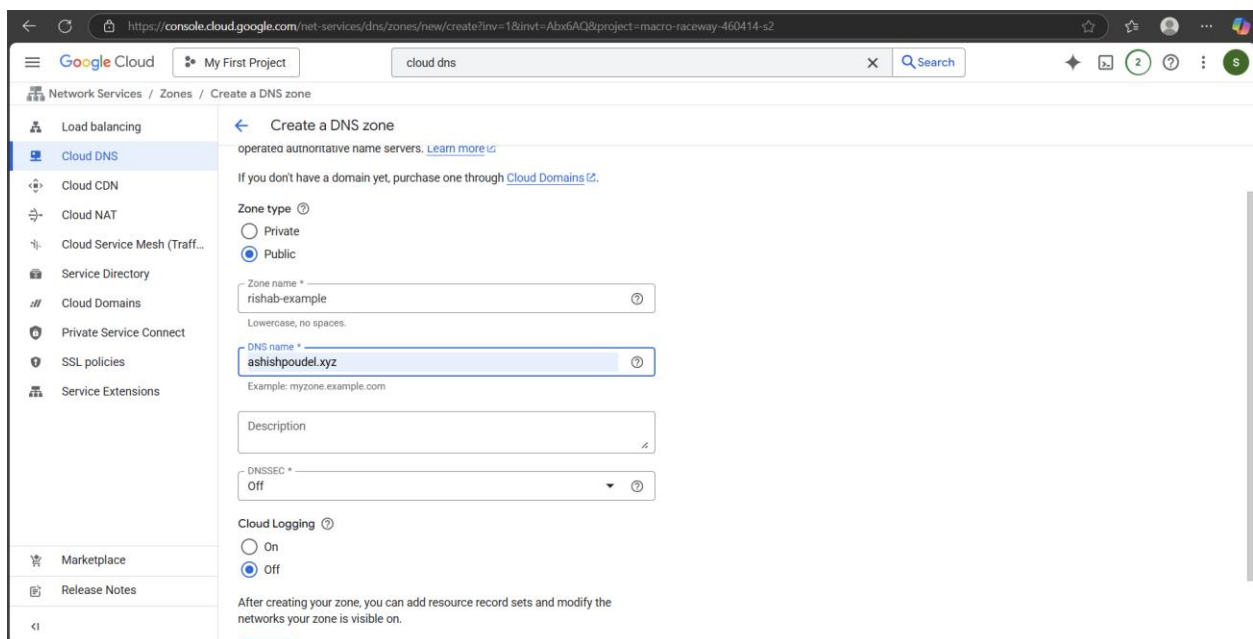 https://console.cloud.google.com/net-services/dns/zones/new/create?inv=1&invt=Abx6AQ&project=macro-raceway-460414-s2
Google Cloud
My First Project
cloud dns
Search
2
S
Network Services / Zones / Create a DNS zone
Load balancing
Cloud DNS
Cloud CDN
Cloud NAT
Cloud Service Mesh (Traff...
Service Directory
Cloud Domains
Private Service Connect
SSL policies
Service Extensions
Marketplace
Release Notes
Create a DNS zone
operated authoritative name servers. Learn more
If you don't have a domain yet, purchase one through Cloud Domains.
Zone type
Private
Public
Zone name *
rishab-example
Lowercase, no spaces.
DNS name *
ashishpoudel.xyz
Example: myzone.example.com
Description
DNSSEC *
Off
Cloud Logging
On
Off
After creating your zone, you can add resource record sets and modify the
networks your zone is visible on.